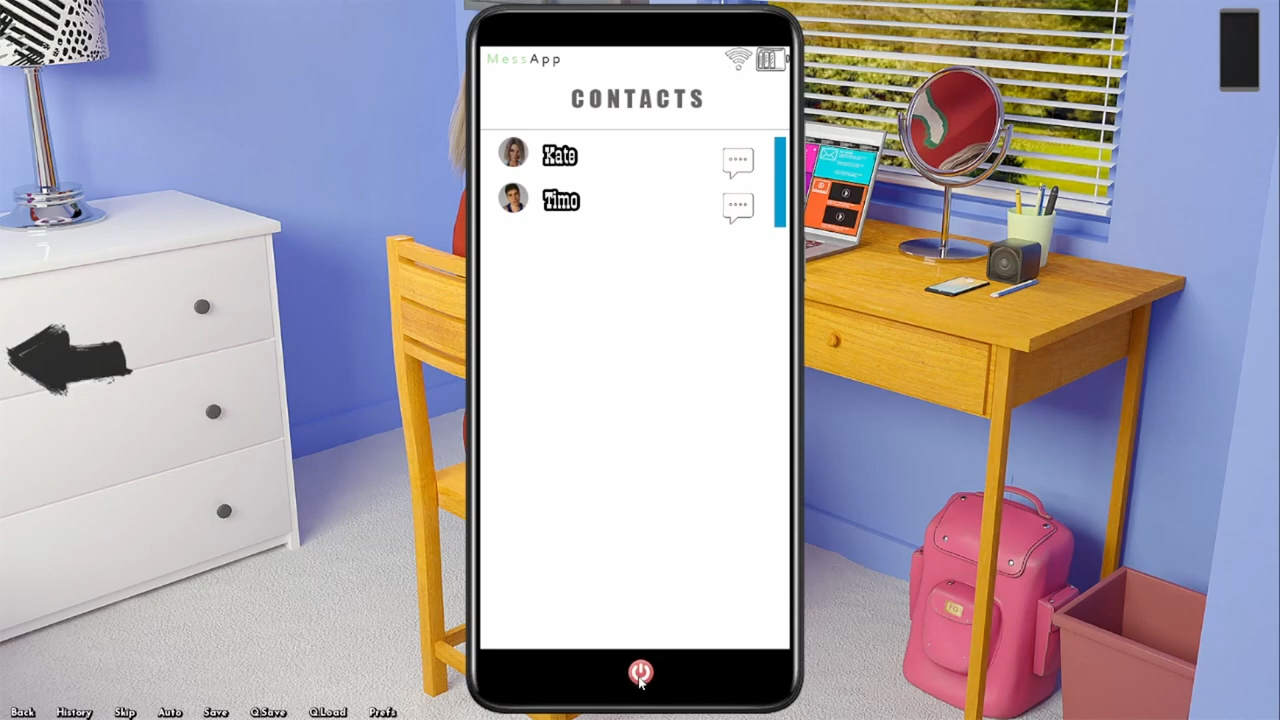 MessApp
CONTACTS
Kate
Timo
Back History Skip Auto Save Q.Save Q.Load Prefs